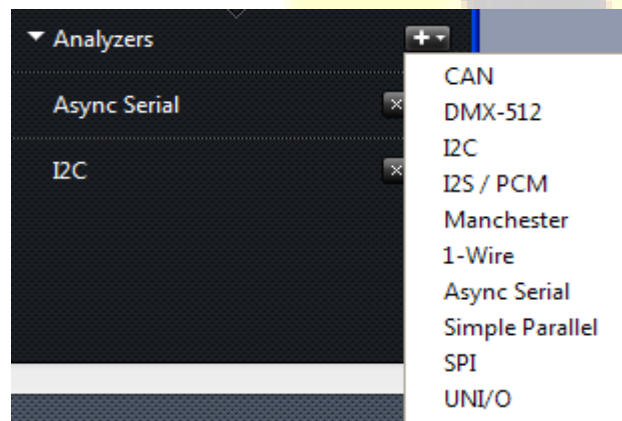 Analyzers
Async Serial
I2C
CAN
DMX-512
I2C
I2S / PCM
Manchester
1-Wire
Async Serial
Simple Parallel
SPI
UNI/O